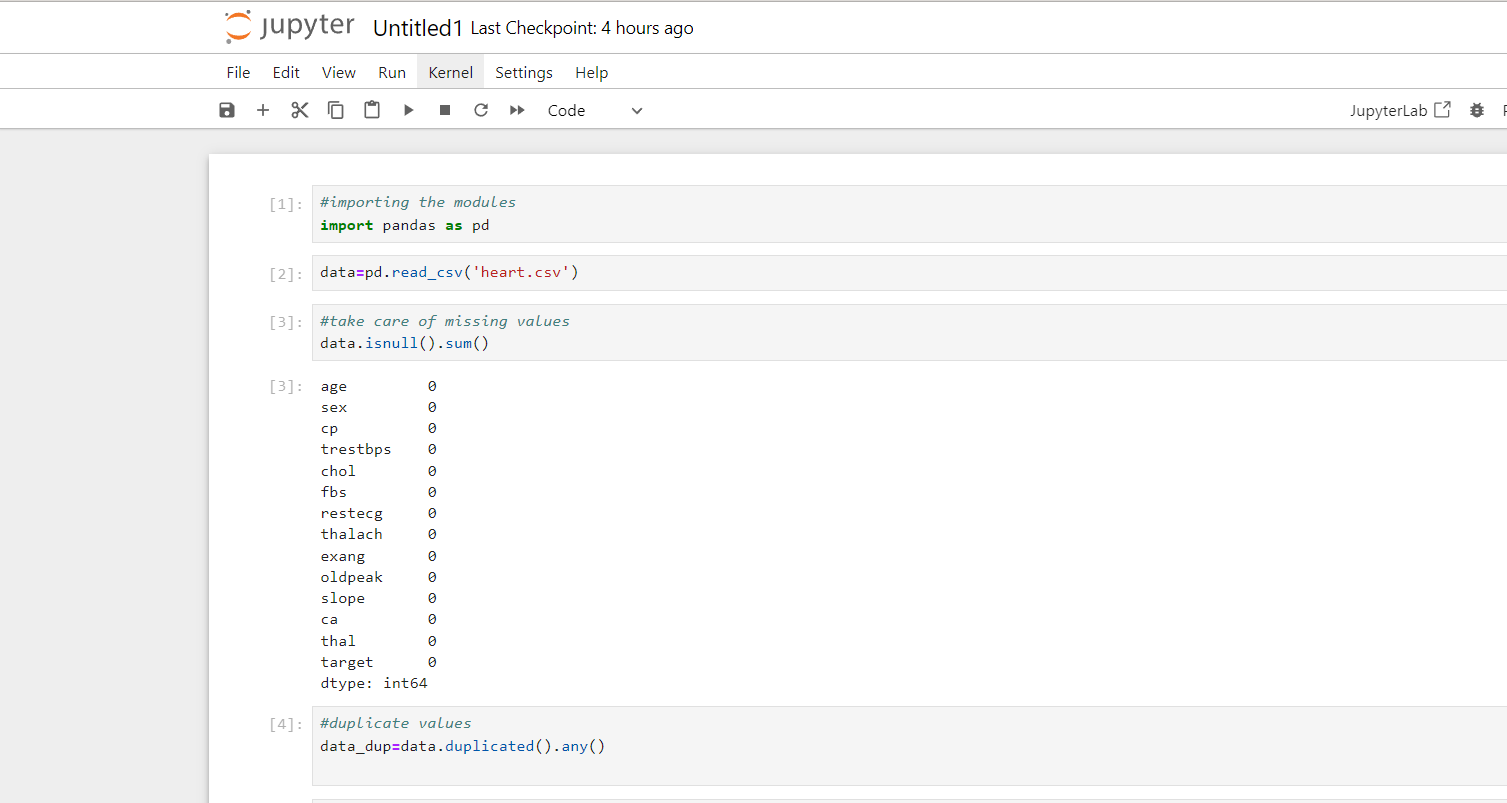 jupyter Untitled1 Last Checkpoint: 4 hours ago
File Edit View Run Kernel Settings Help
Code JupyterLab
[1]: #importing the modules
import pandas as pd
[2]: data=pd.read_csv('heart.csv')
[3]: #take care of missing values
data.isnull().sum()
[3]: age 0
sex 0
cp 0
trestbps 0
chol 0
fbs 0
restecg 0
thalach 0
exang 0
oldpeak 0
slope 0
ca 0
thal 0
target 0
dtype: int64
[4]: #duplicate values
data_dup=data.duplicated().any()